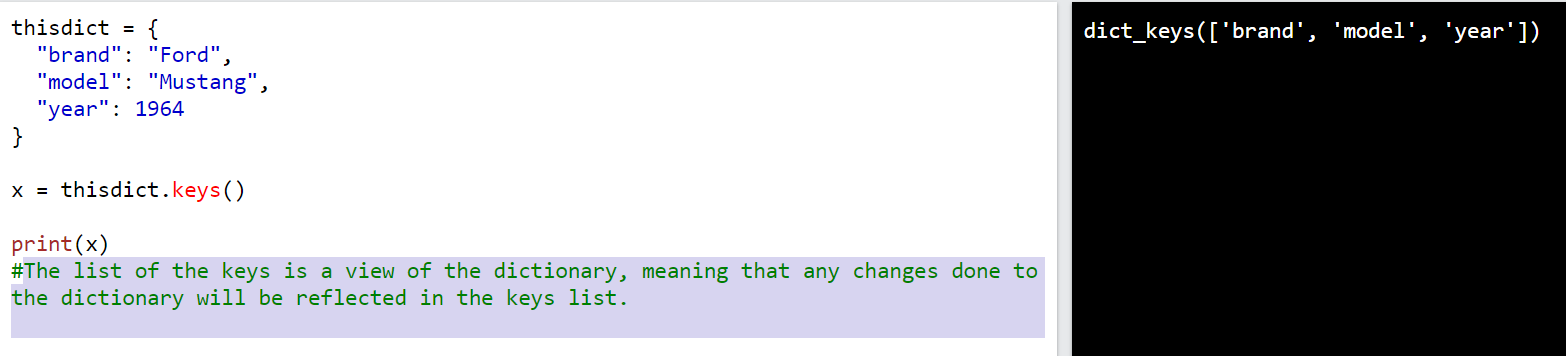 thisdict = {
  "brand": "Ford",
  "model": "Mustang",
  "year": 1964
}
x = thisdict.keys()
print(x)
#The list of the keys is a view of the dictionary, meaning that any changes done to
the dictionary will be reflected in the keys list.
dict_keys(['brand', 'model', 'year'])